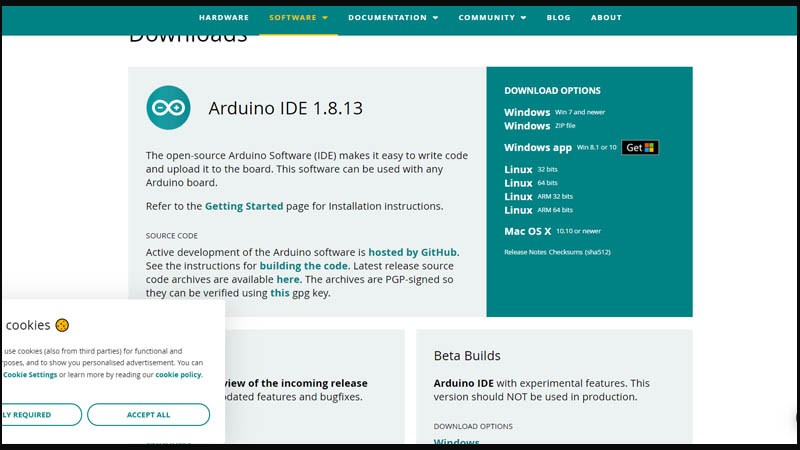 HARDWARE SOFTWARE DOCUMENTATION COMMUNITY BLOG ABOUT
Downloads
Arduino IDE 1.8.13
The open-source Arduino Software (IDE) makes it easy to write code
and upload it to the board. This software can be used with any
Arduino board.
Refer to the Getting Started page for Installation instructions.
SOURCE CODE
Active development of the Arduino software is hosted by GitHub.
See the instructions for building the code. Latest release source
code archives are available here. The archives are PGP-signed so
they can be verified using this gpg key.
DOWNLOAD OPTIONS
Windows Win 7 and newer
Windows ZIP file
Windows app Win 8.1 or 10 Get
Linux 32 bits
Linux 64 bits
Linux ARM 32 bits
Linux ARM 64 bits
Mac OS X 10.10 or newer
Release Notes Checksums (sha512)
cookies
use cookies (also from third parties) for functional and
rposes, and to show you personalised advertisement. You can
Cookie Settings or learn more by reading our cookie policy.
LY REQUIRED ACCEPT ALL
view of the incoming release
dated features and bugfixes.
Beta Builds
Arduino IDE with experimental features. This
version should NOT be used in production.
DOWNLOAD OPTIONS
Windows